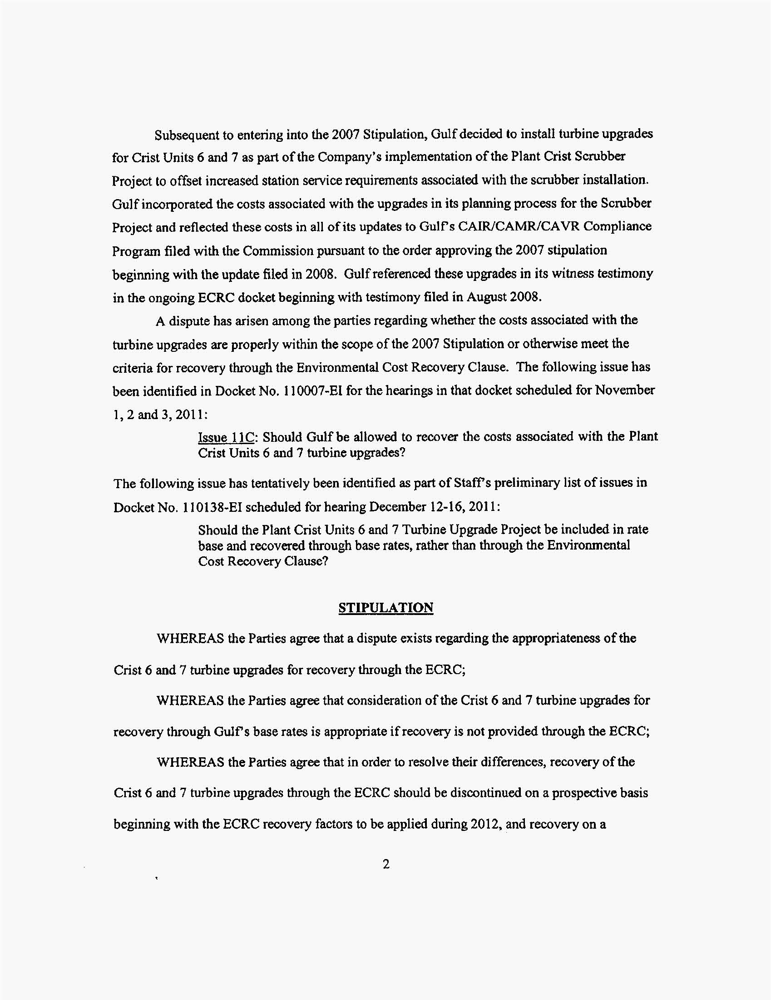 Subsequent to entering into the 2007 Stipulation, Gulf decided to install turbine upgrades
for Crist Units 6 and 7 as part of the Company's implementation of the Plant Crist Scrubber
Project to offset increased station service requirements associated with the scrubber installation.
Gulf incorporated the costs associated with the upgrades in its planning process for the Scrubber
Project and reflected these costs in all of its updates to Gulf's CAIR/CAMR/CAVR Compliance
Program filed with the Commission pursuant to the order approving the 2007 stipulation
beginning with the update filed in 2008. Gulf referenced these upgrades in its witness testimony
in the ongoing ECRC docket beginning with testimony filed in August 2008.
A dispute has arisen among the parties regarding whether the costs associated with the
turbine upgrades are properly within the scope of the 2007 Stipulation or otherwise meet the
criteria for recovery through the Environmental Cost Recovery Clause. The following issue has
been identified in Docket No. 110007-EI for the hearings in that docket scheduled for November
1, 2 and 3, 2011:
Issue 11C: Should Gulf be allowed to recover the costs associated with the Plant
Crist Units 6 and 7 turbine upgrades?
The following issue has tentatively been identified as part of Staff's preliminary list of issues in
Docket No. 110138-EI scheduled for hearing December 12-16, 2011:
Should the Plant Crist Units 6 and 7 Turbine Upgrade Project be included in rate
base and recovered through base rates, rather than through the Environmental
Cost Recovery Clause?
STIPULATION
WHEREAS the Parties agree that a dispute exists regarding the appropriateness of the
Crist 6 and 7 turbine upgrades for recovery through the ECRC;
WHEREAS the Parties agree that consideration of the Crist 6 and 7 turbine upgrades for
recovery through Gulf's base rates is appropriate if recovery is not provided through the ECRC;
WHEREAS the Parties agree that in order to resolve their differences, recovery of the
Crist 6 and 7 turbine upgrades through the ECRC should be discontinued on a prospective basis
beginning with the ECRC recovery factors to be applied during 2012, and recovery on a
2